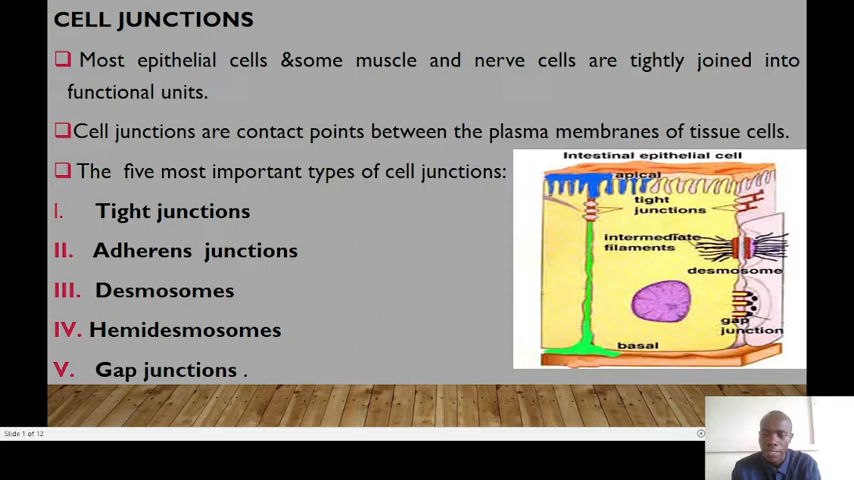 CELL JUNCTIONS
Most epithelial cells &some muscle and nerve cells are tightly joined into
functional units.
Cell junctions are contact points between the plasma membranes of tissue cells.
The five most important types of cell junctions:
I. Tight junctions
II. Adherens junctions
III. Desmosomes
IV. Hemidesmosomes
V. Gap junctions .
Intestinal epithelial cell
apical
tight
junctions
intermediate
filaments
desmosome
gap
junction
basal
Slide 1 of 12